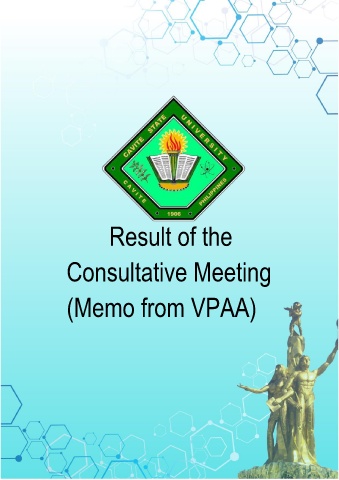 CAVITE STATE UNIVERSITY
CAVITE
PHILIPPINES
1906
Result of the
Consultative Meeting
(Memo from VPAA)